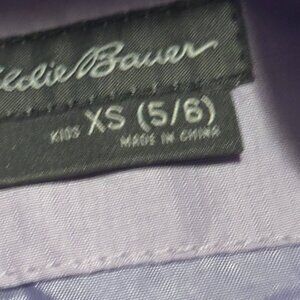 Eddie Bauer
KIDS XS (5/6)
MADE IN CHINA